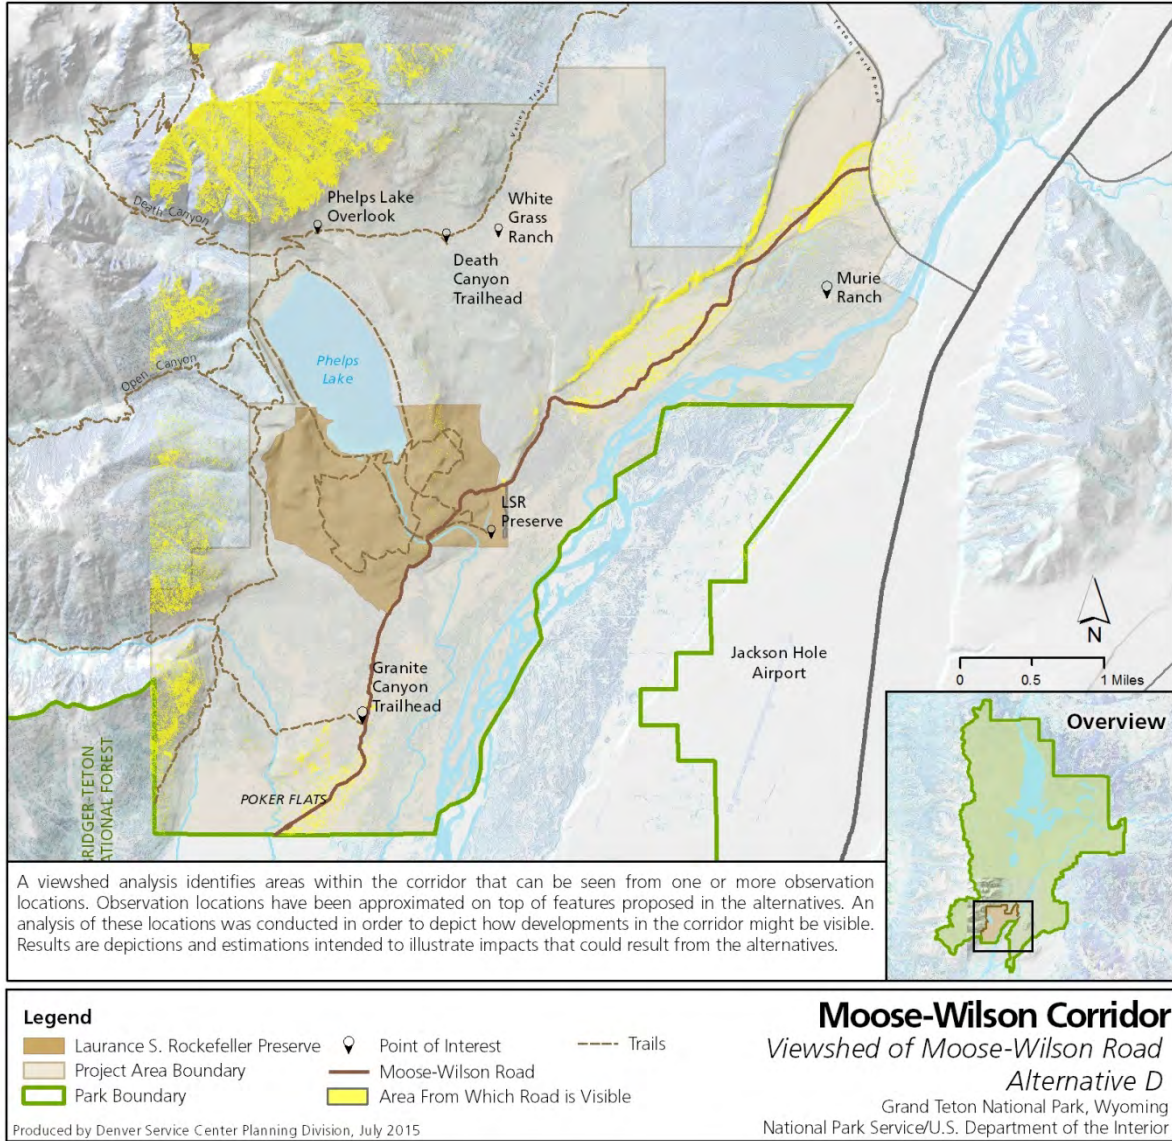 Teton Park Road
Valley Trail
Phelps Lake
Overlook
White
Grass
Ranch
Death Canyon
Death
Canyon
Trailhead
Murie
Ranch
Open Canyon
Phelps
Lake
LSR
Preserve
N
0 0.5 1 Miles
Jackson Hole
Airport
Granite
Canyon
Trailhead
POKER FLATS
Overview
A viewshed analysis identifies areas within the corridor that can be seen from one or more observation
locations. Observation locations have been approximated on top of features proposed in the alternatives. An
analysis of these locations was conducted in order to depict how developments in the corridor might be visible.
Results are depictions and estimations intended to illustrate impacts that could result from the alternatives.
Legend
Laurance S. Rockefeller Preserve
Project Area Boundary
Park Boundary
Point of Interest
Moose-Wilson Road
Area From Which Road is Visible
Trails
Produced by Denver Service Center Planning Division, July 2015
Moose-Wilson Corridor
Viewshed of Moose-Wilson Road
Alternative D
Grand Teton National Park, Wyoming
National Park Service/U.S. Department of the Interior